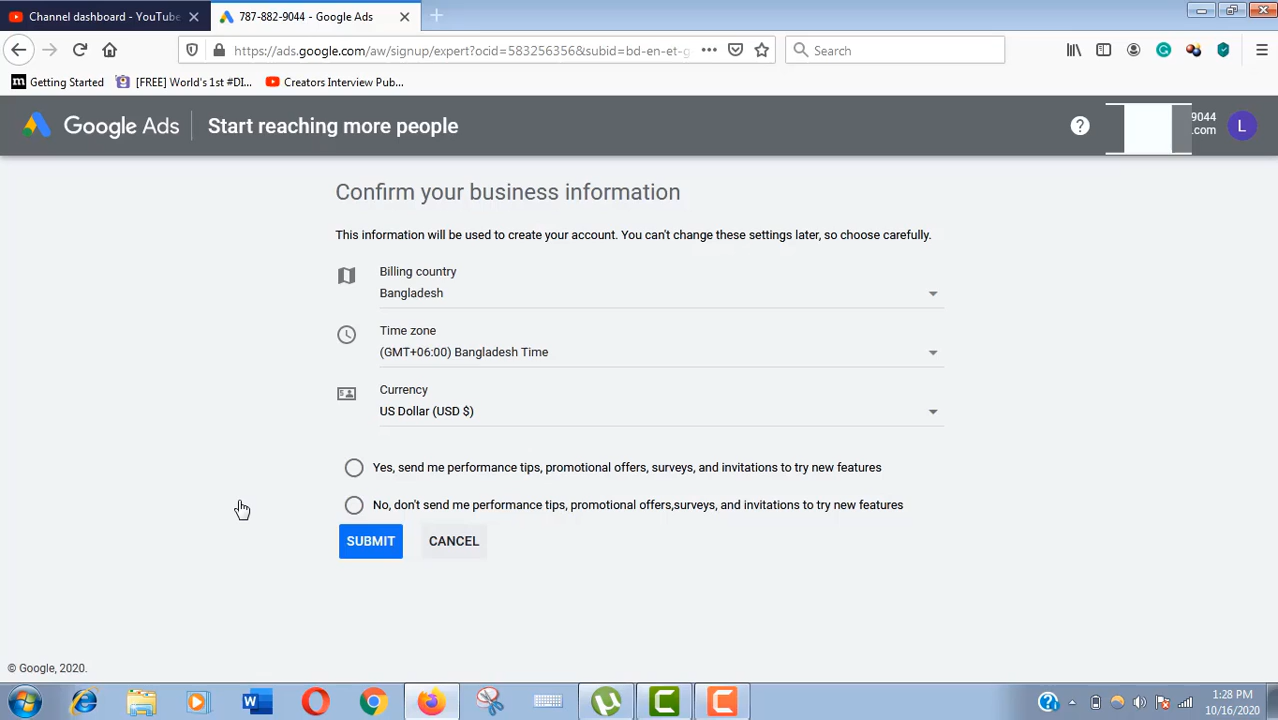 Channel dashboard - YouTube
787-882-9044 - Google Ads
https://ads.google.com/aw/signup/expert?ocid=583256356&subid=bd-en-et-g
Search
Getting Started
[FREE] World's 1st #DI...
Creators Interview Pub...
Google Ads
Start reaching more people
9044
.com
L
Confirm your business information
This information will be used to create your account. You can't change these settings later, so choose carefully.
Billing country
Bangladesh
Time zone
(GMT+06:00) Bangladesh Time
Currency
US Dollar (USD $)
Yes, send me performance tips, promotional offers, surveys, and invitations to try new features
No, don't send me performance tips, promotional offers,surveys, and invitations to try new features
SUBMIT
CANCEL
© Google, 2020.
1:28 PM
10/16/2020